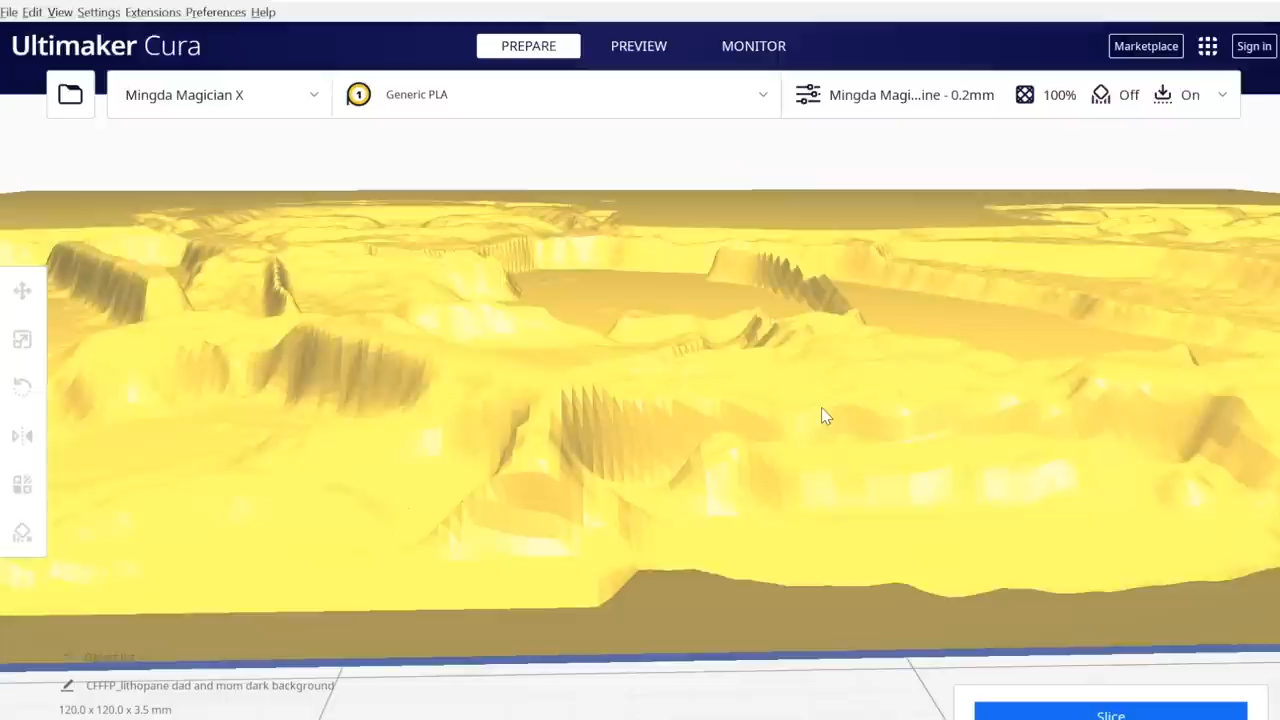 File Edit View Settings Extensions Preferences Help
Ultimaker Cura
PREPARE
PREVIEW
MONITOR
Marketplace
Sign in
Mingda Magician X
1
Generic PLA
Mingda Magi...ine - 0.2mm
100%
Off
On
Object list
CFFFP_lithopane dad and mom dark background
120.0 x 120.0 x 3.5 mm
Slice